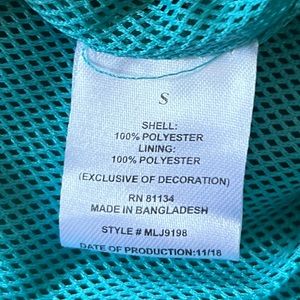 S
SHELL:
100% POLYESTER
LINING:
100% POLYESTER
(EXCLUSIVE OF DECORATION)
RN 81134
MADE IN BANGLADESH
STYLE # MLJ9198
DATE OF PRODUCTION:11/18